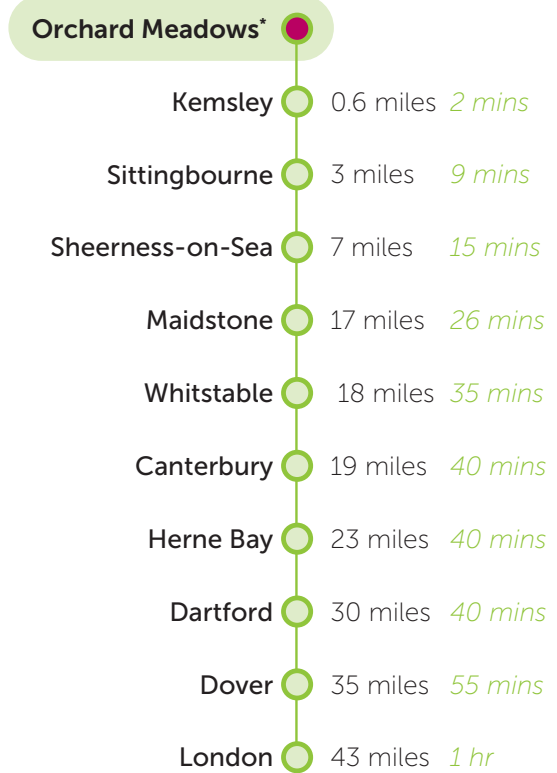 Orchard Meadows*
Kemsley 0.6 miles 2 mins
Sittingbourne 3 miles 9 mins
Sheerness-on-Sea 7 miles 15 mins
Maidstone 17 miles 26 mins
Whitstable 18 miles 35 mins
Canterbury 19 miles 40 mins
Herne Bay 23 miles 40 mins
Dartford 30 miles 40 mins
Dover 35 miles 55 mins
London 43 miles 1 hr